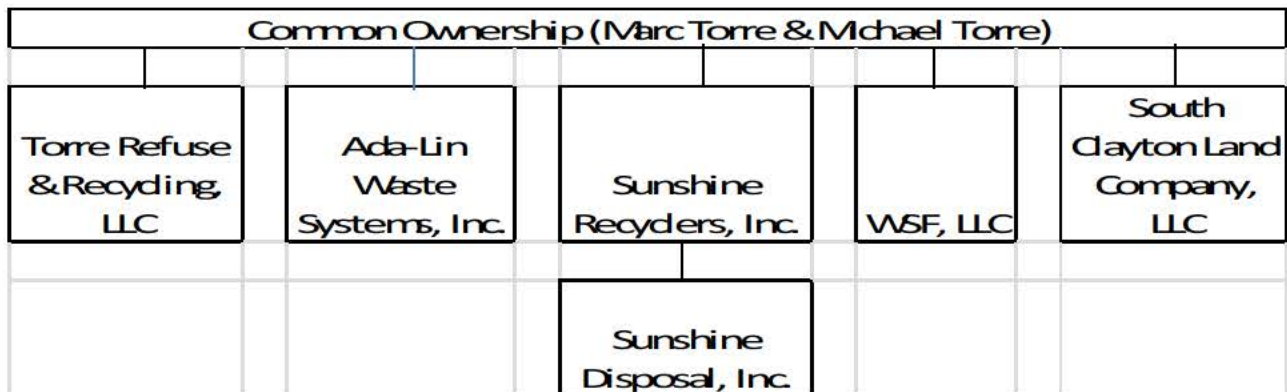 Common Ownership (Marc Torre & Michael Torre)
Torre Refuse
& Recycling,
LLC
Ada-Lin
Waste
Systems, Inc.
Sunshine
Recyclers, Inc.
WSF, LLC
South
Clayton Land
Company,
LLC
Sunshine
Disposal, Inc.